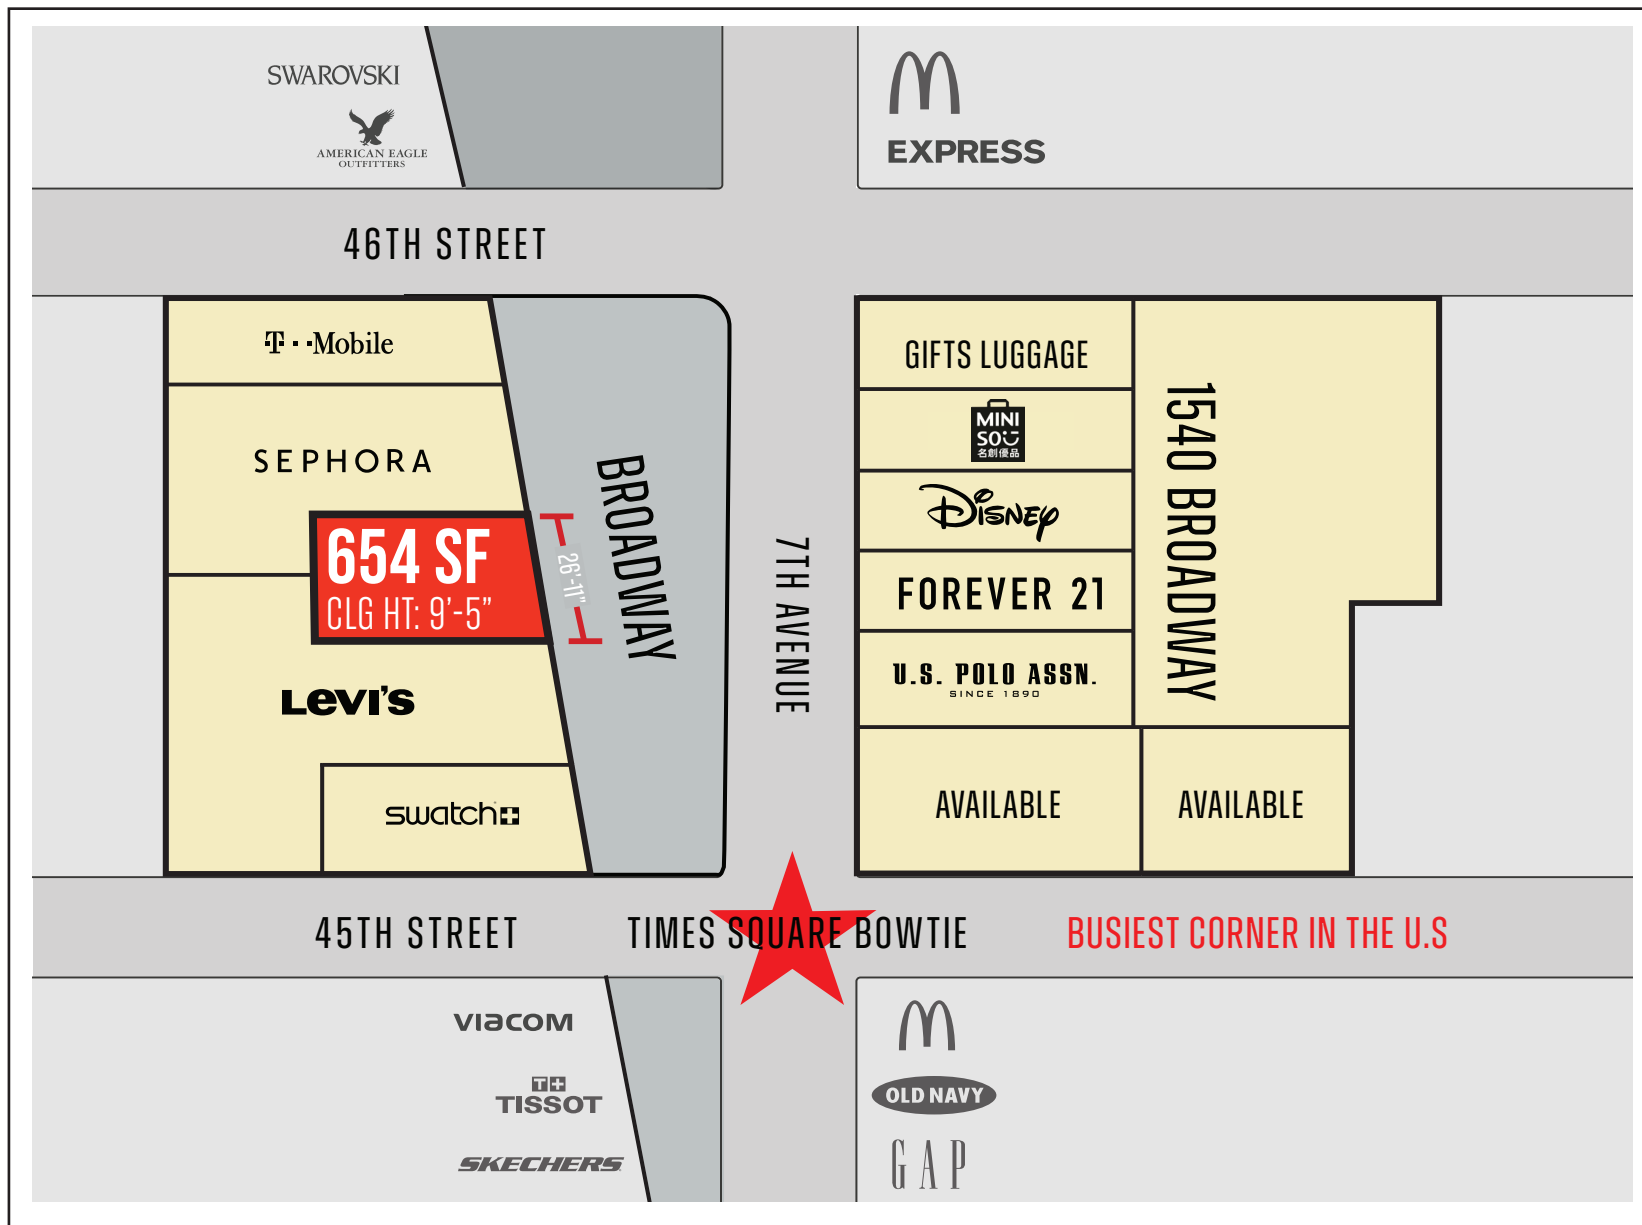 SWAROVSKI
AMERICAN EAGLE
OUTFITTERS
EXPRESS
46TH STREET
T··Mobile
SEPHORA
654 SF
CLG HT: 9'-5"
26'-11"
LEVI'S
swatch
BROADWAY
7TH AVENUE
GIFTS LUGGAGE
MINI
SO
名創優品
DISNEY
FOREVER 21
U.S. POLO ASSN.
SINCE 1890
1540 BROADWAY
AVAILABLE
AVAILABLE
45TH STREET
TIMES SQUARE BOWTIE
BUSIEST CORNER IN THE U.S
VIACOM
T+
TISSOT
SKECHERS
OLD NAVY
GAP